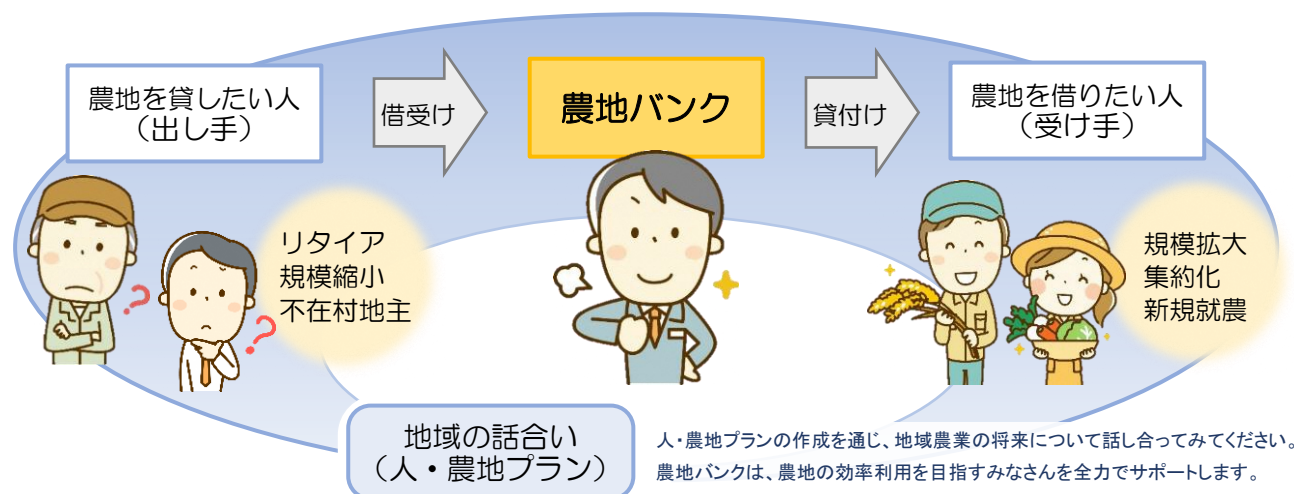 農地を貸したい人
（出し手）
借受け
農地バンク
貸付け
農地を借りたい人
（受け手）
リタイア
規模縮小
不在村地主
規模拡大
集約化
新規就農
地域の話合い
（人・農地プラン）
人・農地プランの作成を通じ、地域農業の将来について話し合ってみてください。
農地バンクは、農地の効率利用を目指すみなさんを全力でサポートします。